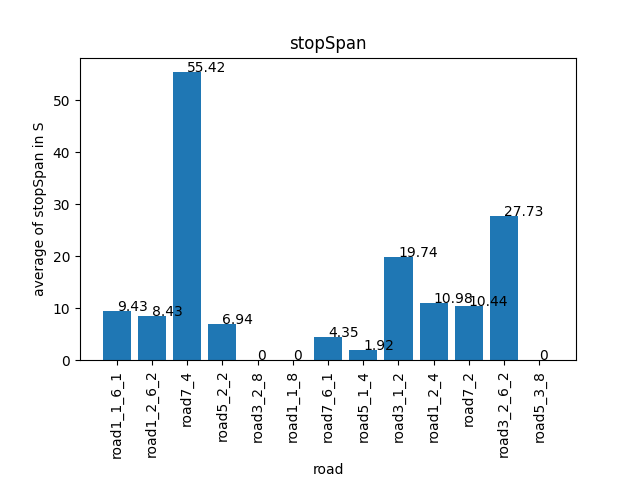 stopSpan
average of stopSpan in S
50
40
30
20
10
0
55.42
27.73
19.74
10.98
10.44
9.43
8.43
6.94
4.35
1.92
0
0
0
road1_1_6_1
road1_2_6_2
road7_4
road5_2_2
road3_2_8
road1_1_8
road7_6_1
road5_1_4
road3_1_2
road1_2_4
road7_2
road3_2_6_2
road5_3_8
road